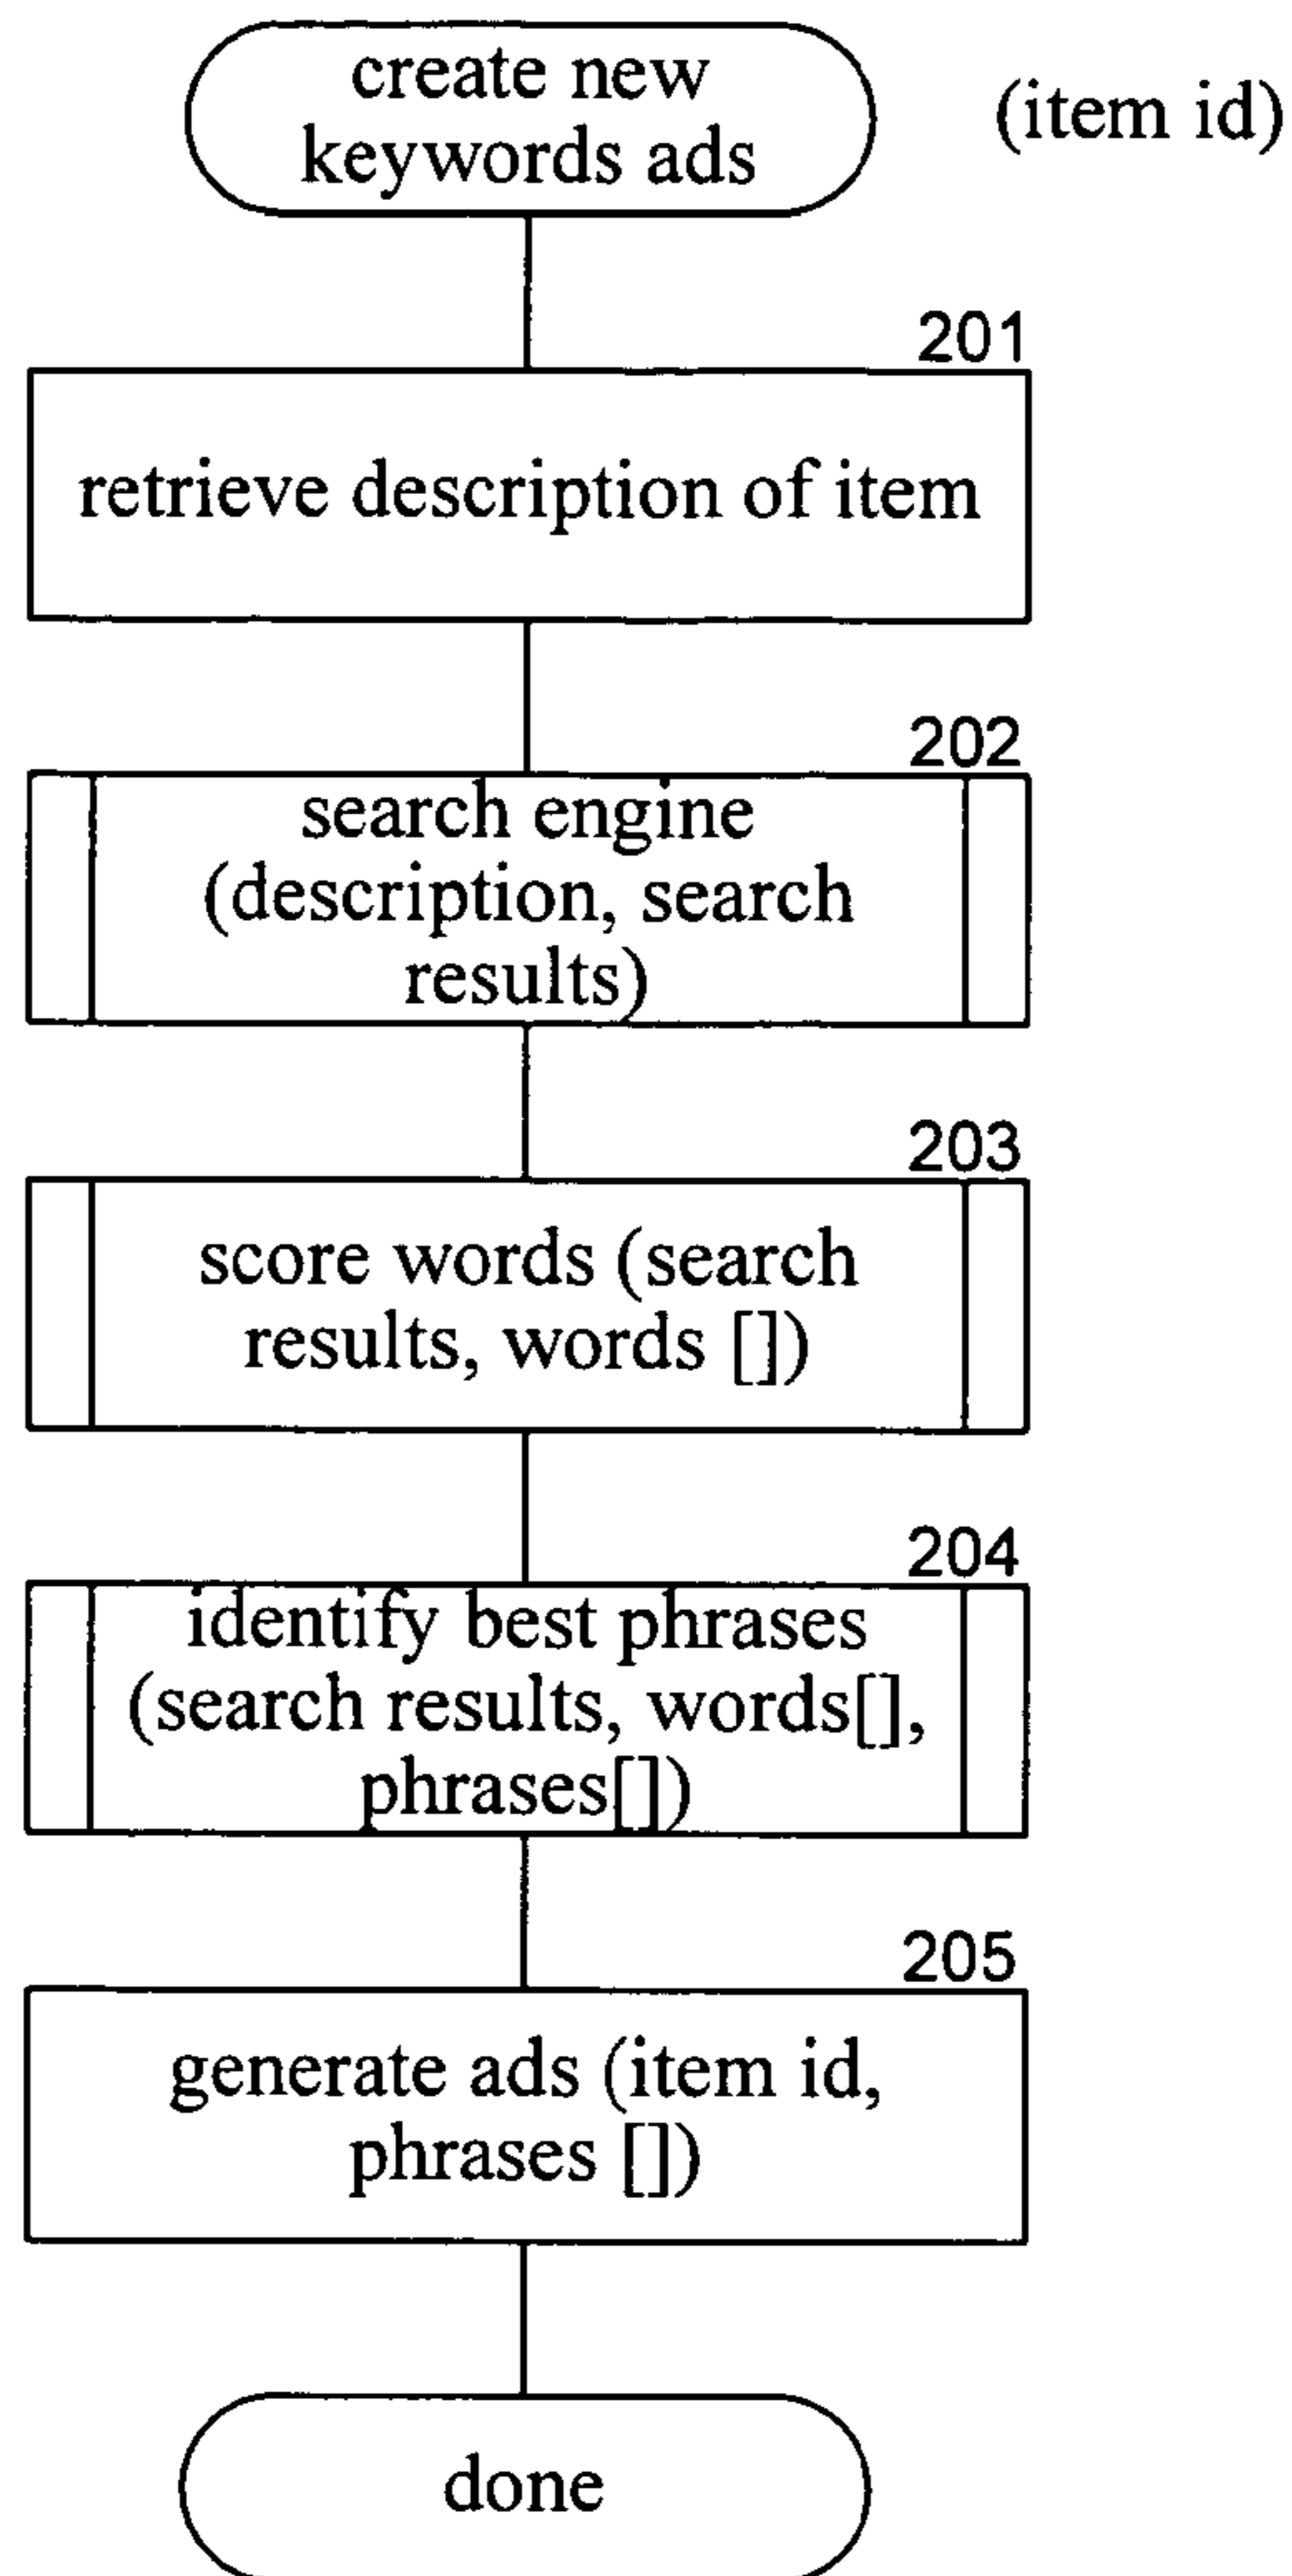 create new
keywords ads
(item id)
201
retrieve description of item
202
search engine
(description, search
results)
203
score words (search
results, words [])
204
identify best phrases
(search results, words[],
phrases[])
205
generate ads (item id,
phrases [])
done